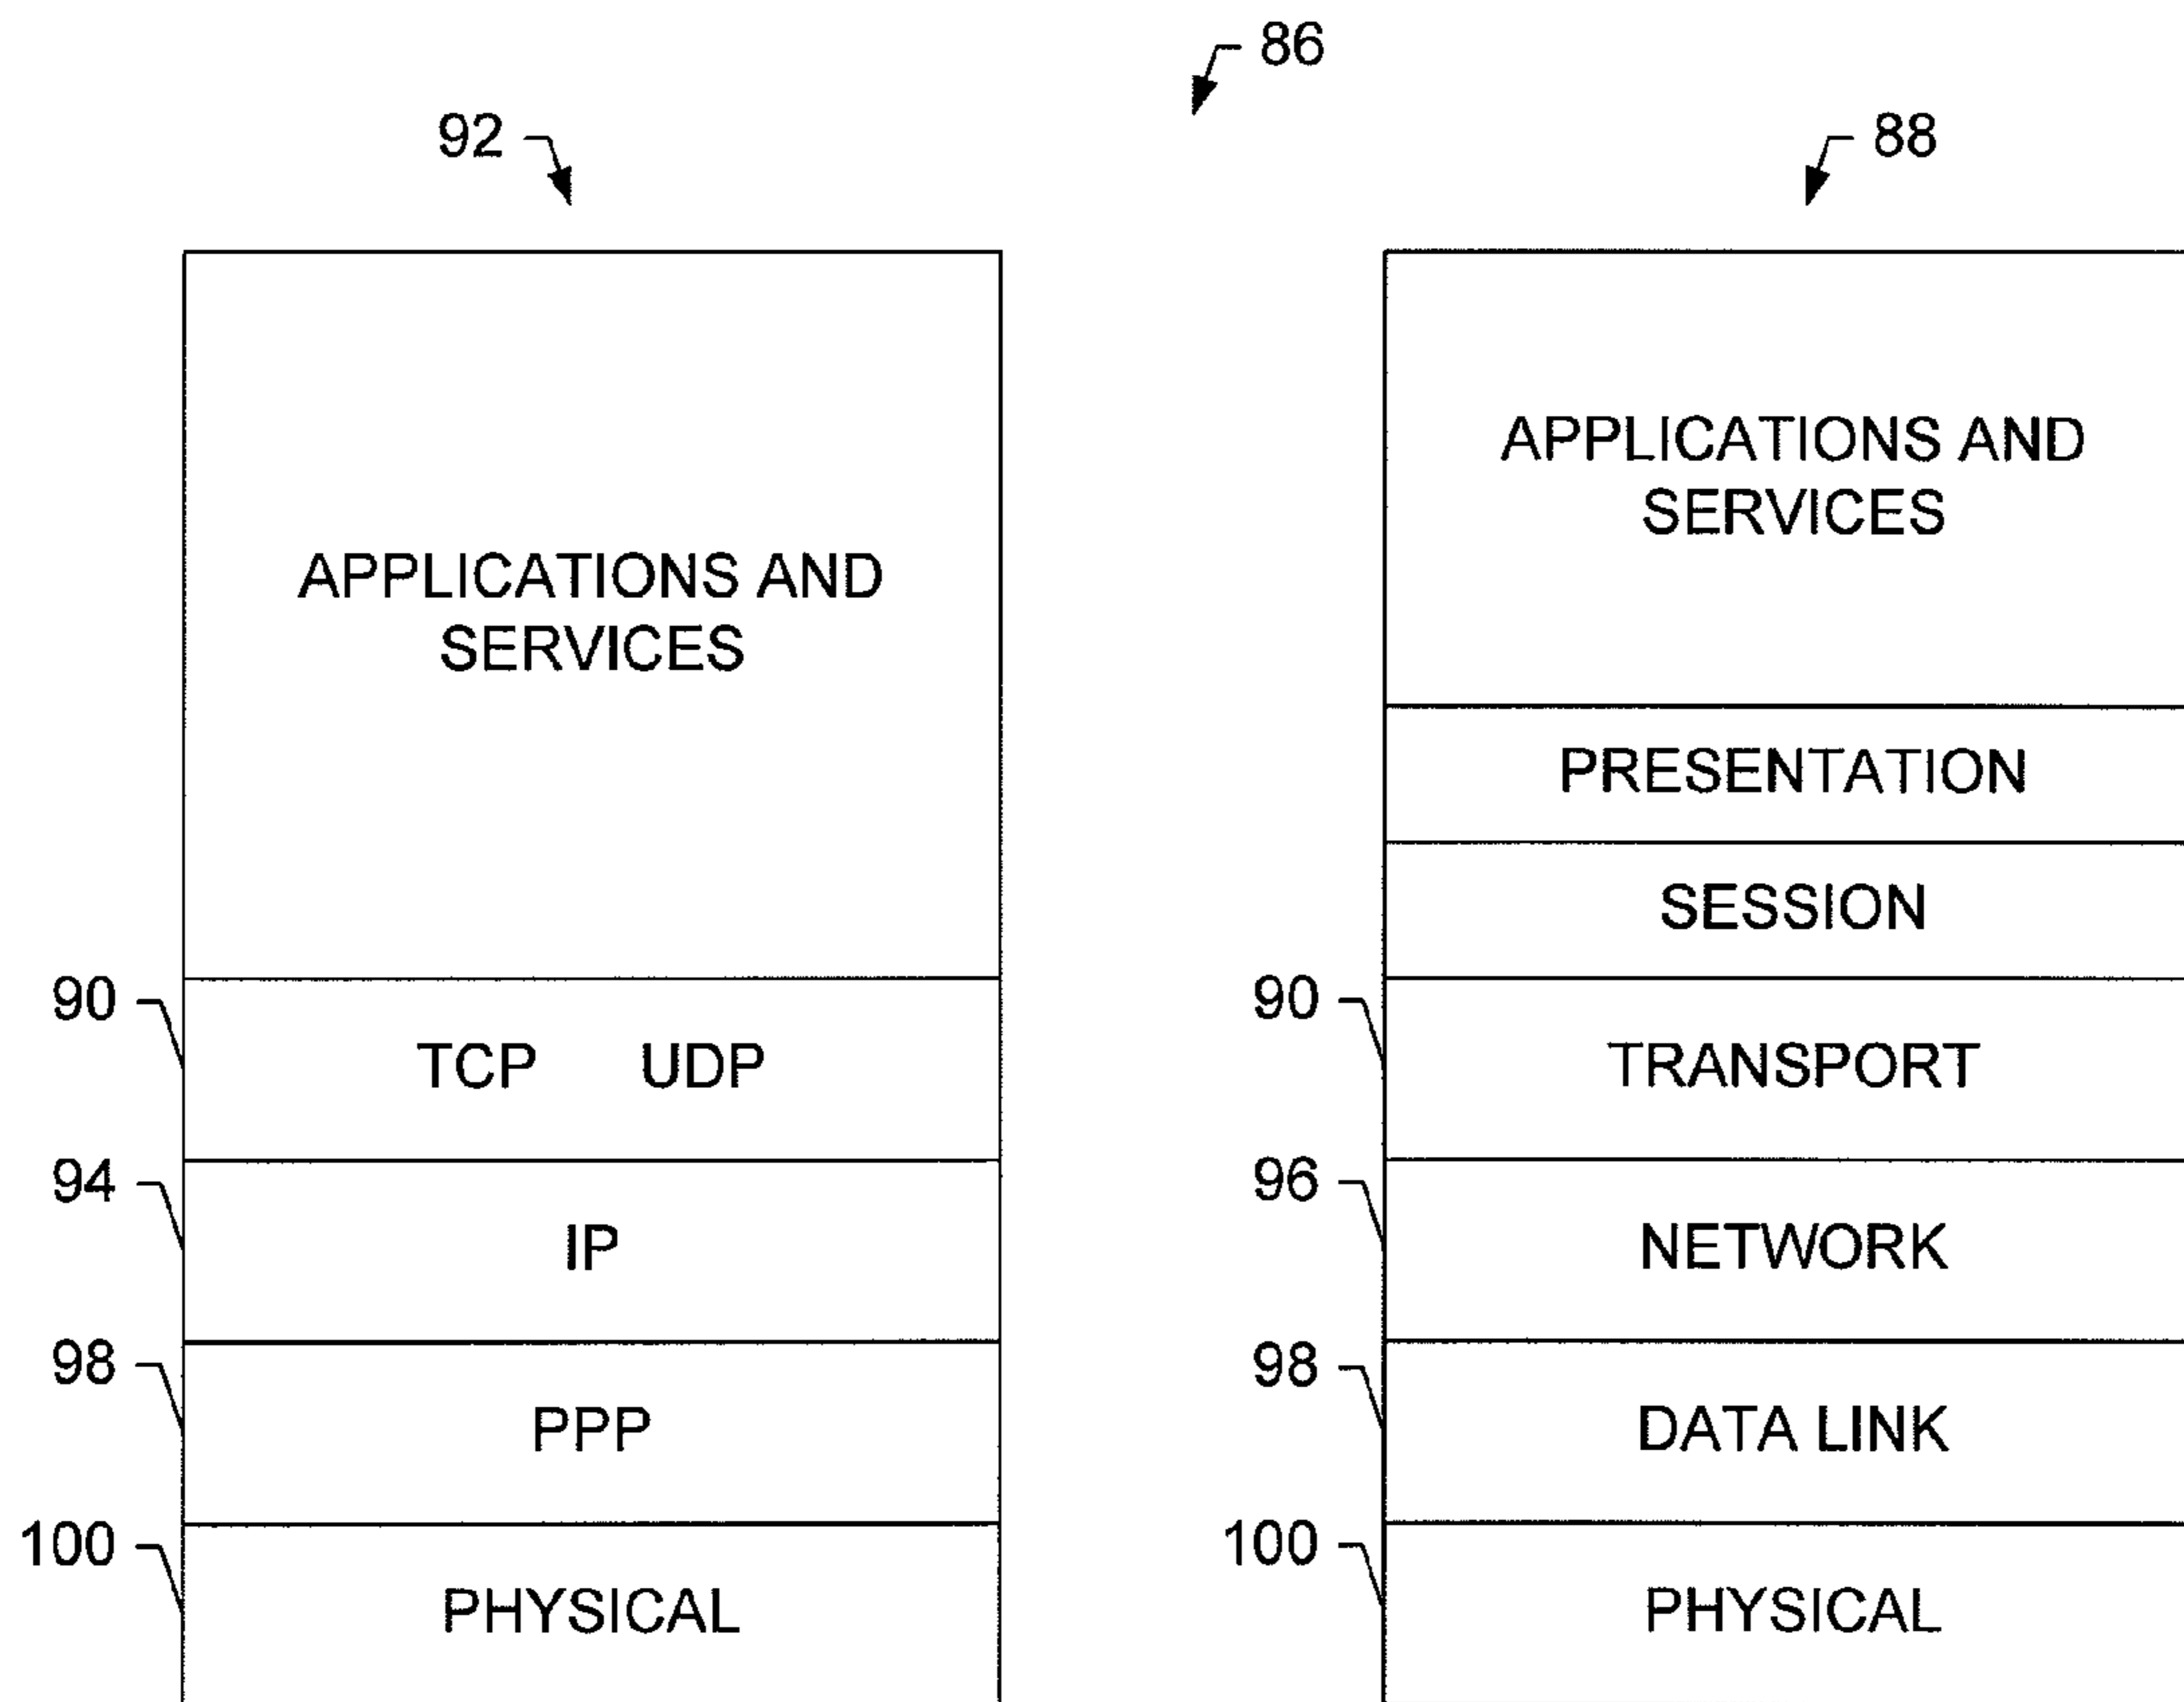 86
92
88
APPLICATIONS AND
SERVICES
90
TCP UDP
94
IP
98
PPP
100
PHYSICAL
APPLICATIONS AND
SERVICES
PRESENTATION
SESSION
90
TRANSPORT
96
NETWORK
98
DATA LINK
100
PHYSICAL